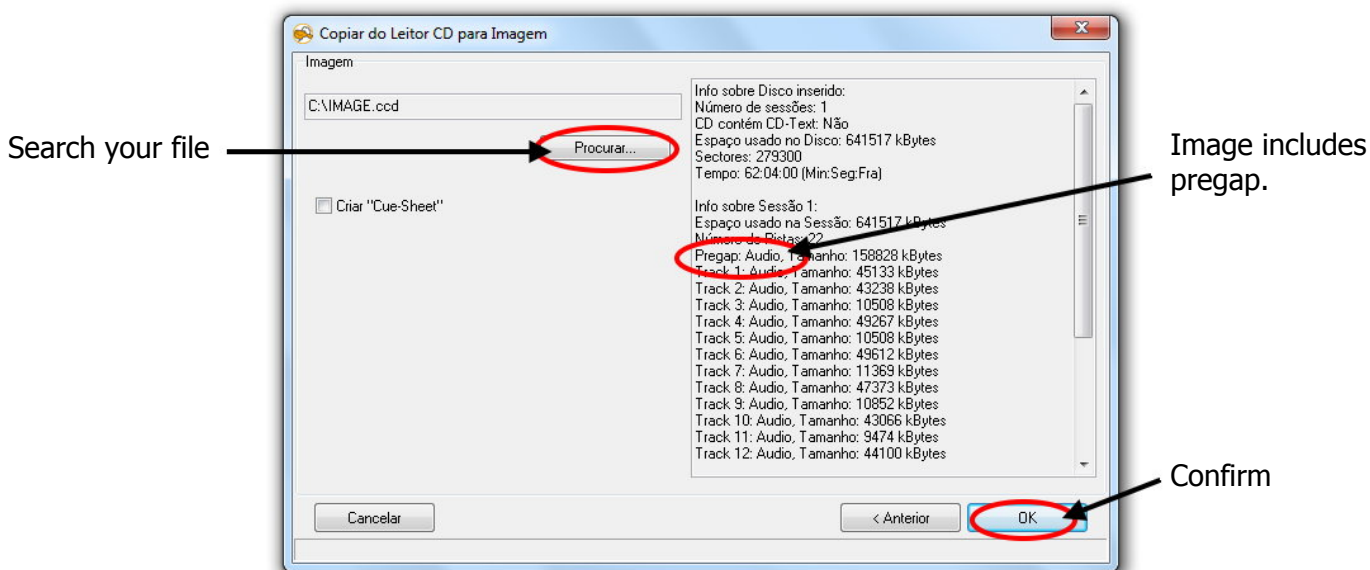 Copiar do Leitor CD para Imagem
Imagem
C:\IMAGE.ccd
Procurar...
Criar "Cue-Sheet"
Info sobre Disco inserido:
Número de sessões: 1
CD contém CD-Text: Não
Espaço usado no Disco: 641517 kBytes
Sectores: 279300
Tempo: 62:04:00 (Min:Seg:Fra)
Info sobre Sessão 1:
Espaço usado na Sessão: 641517 kBytes
Número de Pistas: 22
Pregap: Audio, Tamanho: 158828 kBytes
Track 1: Audio, Tamanho: 45133 kBytes
Track 2: Audio, Tamanho: 43238 kBytes
Track 3: Audio, Tamanho: 10508 kBytes
Track 4: Audio, Tamanho: 49267 kBytes
Track 5: Audio, Tamanho: 10508 kBytes
Track 6: Audio, Tamanho: 49612 kBytes
Track 7: Audio, Tamanho: 11369 kBytes
Track 8: Audio, Tamanho: 47373 kBytes
Track 9: Audio, Tamanho: 10852 kBytes
Track 10: Audio, Tamanho: 43066 kBytes
Track 11: Audio, Tamanho: 9474 kBytes
Track 12: Audio, Tamanho: 44100 kBytes
Cancelar
< Anterior
OK
Search your file
Image includes
pregap.
Confirm